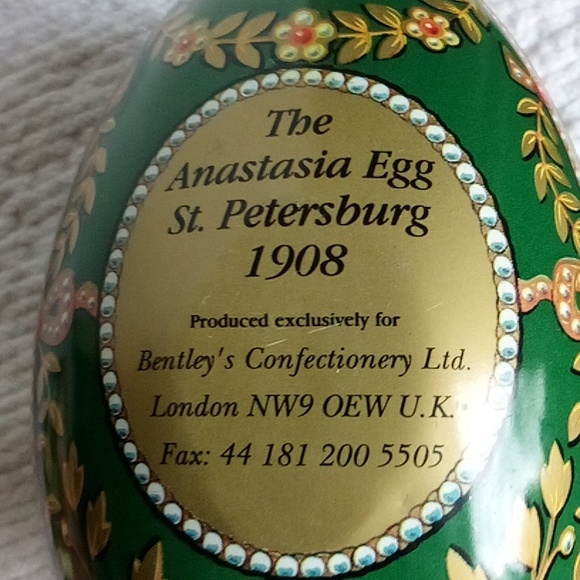 The
Anastasia Egg
St. Petersburg
1908
Produced exclusively for
Bentley's Confectionery Ltd.
London NW9 OEW U.K.
Fax: 44 181 200 5505